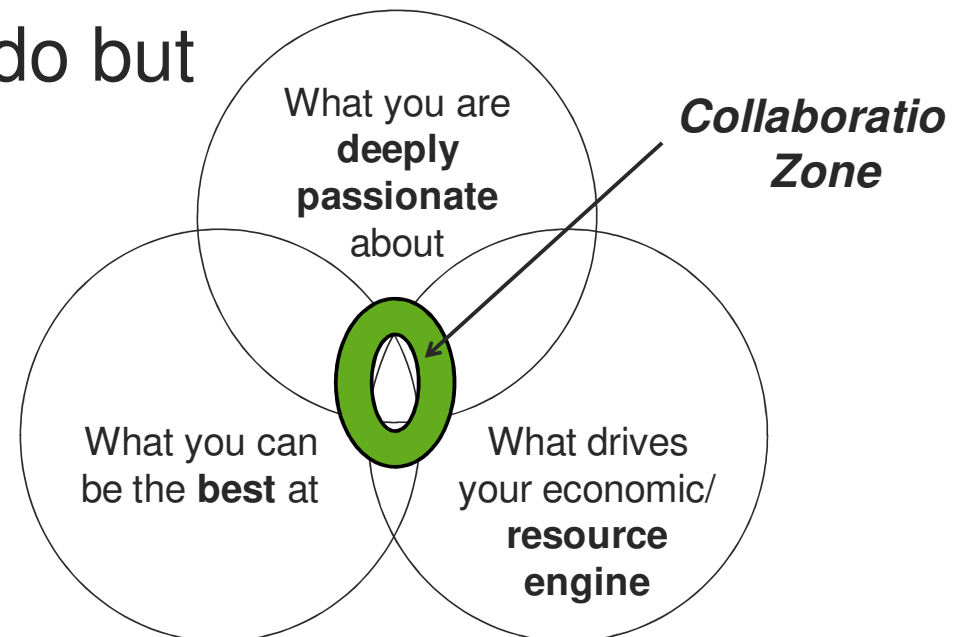 do but
What you are
deeply
passionate
about
Collaboratio
Zone
What you can
be the best at
What drives
your economic/
resource
engine